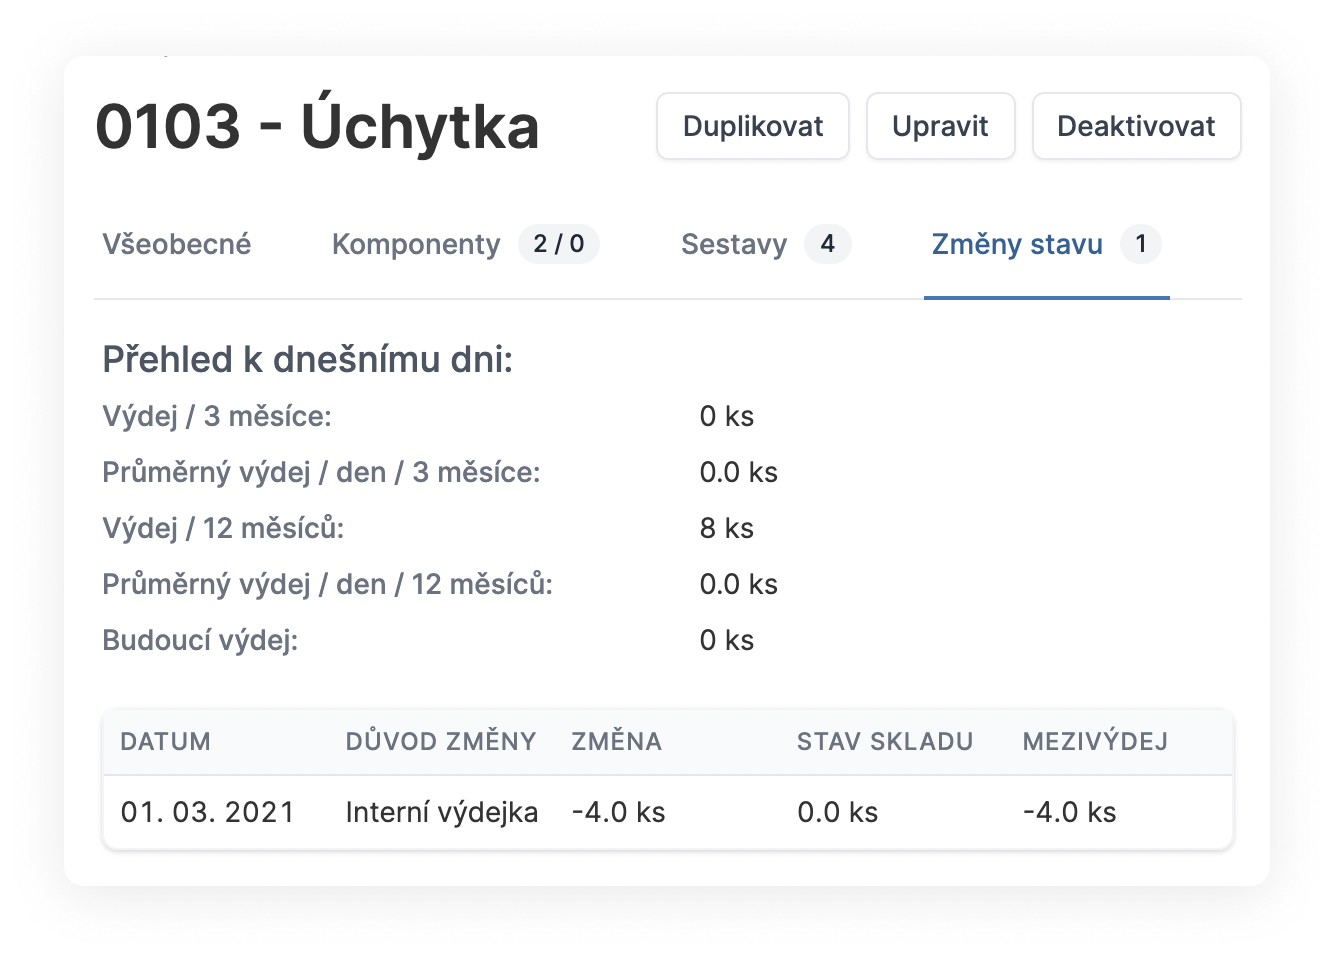 0103 - Úchytka Duplikovat Upravit Deaktivovat
Všeobecné Komponenty 2 / 0 Sestavy 4 Změny stavu 1
Přehled k dnešnímu dni:
Výdej / 3 měsíce: 0 ks
Průměrný výdej / den / 3 měsíce: 0.0 ks
Výdej / 12 měsíců: 8 ks
Průměrný výdej / den / 12 měsíců: 0.0 ks
Budoucí výdej: 0 ks
DATUM DŮVOD ZMĚNY ZMĚNA STAV SKLADU MEZIVÝDEJ
01. 03. 2021 Interní výdejka -4.0 ks 0.0 ks -4.0 ks